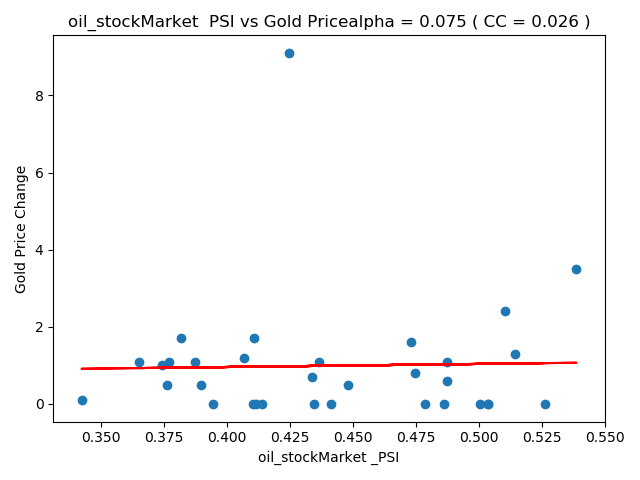 oil_stockMarket  PSI vs Gold Pricealpha = 0.075 ( CC = 0.026 )
Gold Price Change
8
6
4
2
0
0.350 0.375 0.400 0.425 0.450 0.475 0.500 0.525 0.550
oil_stockMarket _PSI